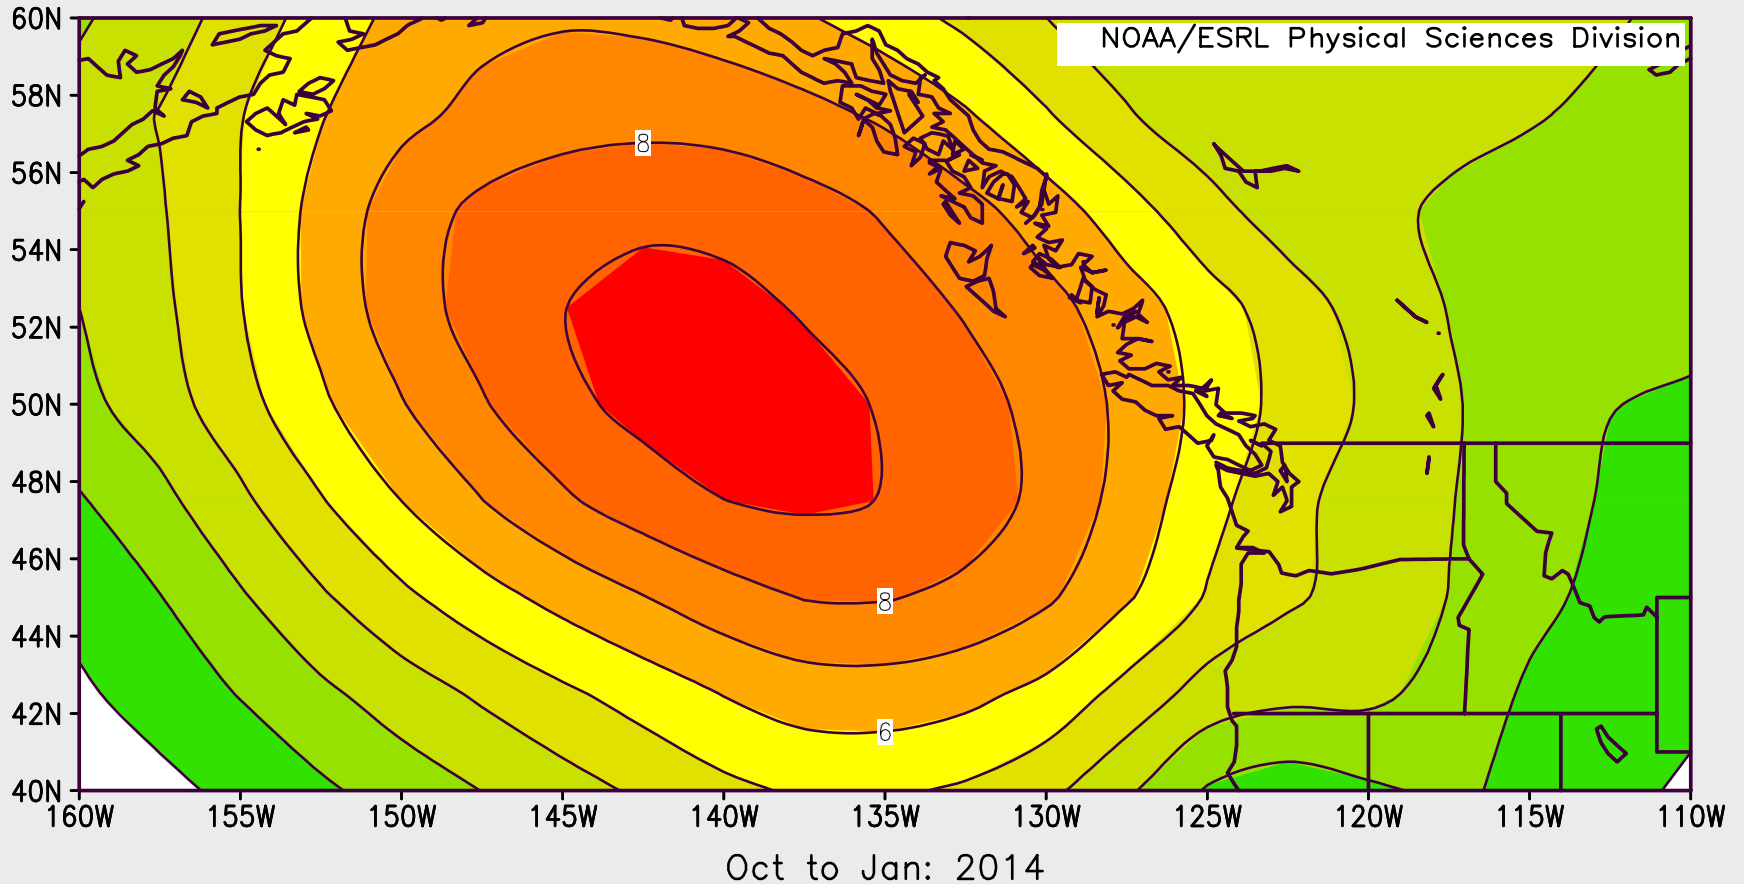 NOAA/ESRL Physical Sciences Division
60N
58N
8
56N
54N
52N
50N
48N
46N
8
44N
42N
6
40N
160W 155W 150W 145W 140W 135W 130W 125W 120W 115W 110W
Oct to Jan: 2014